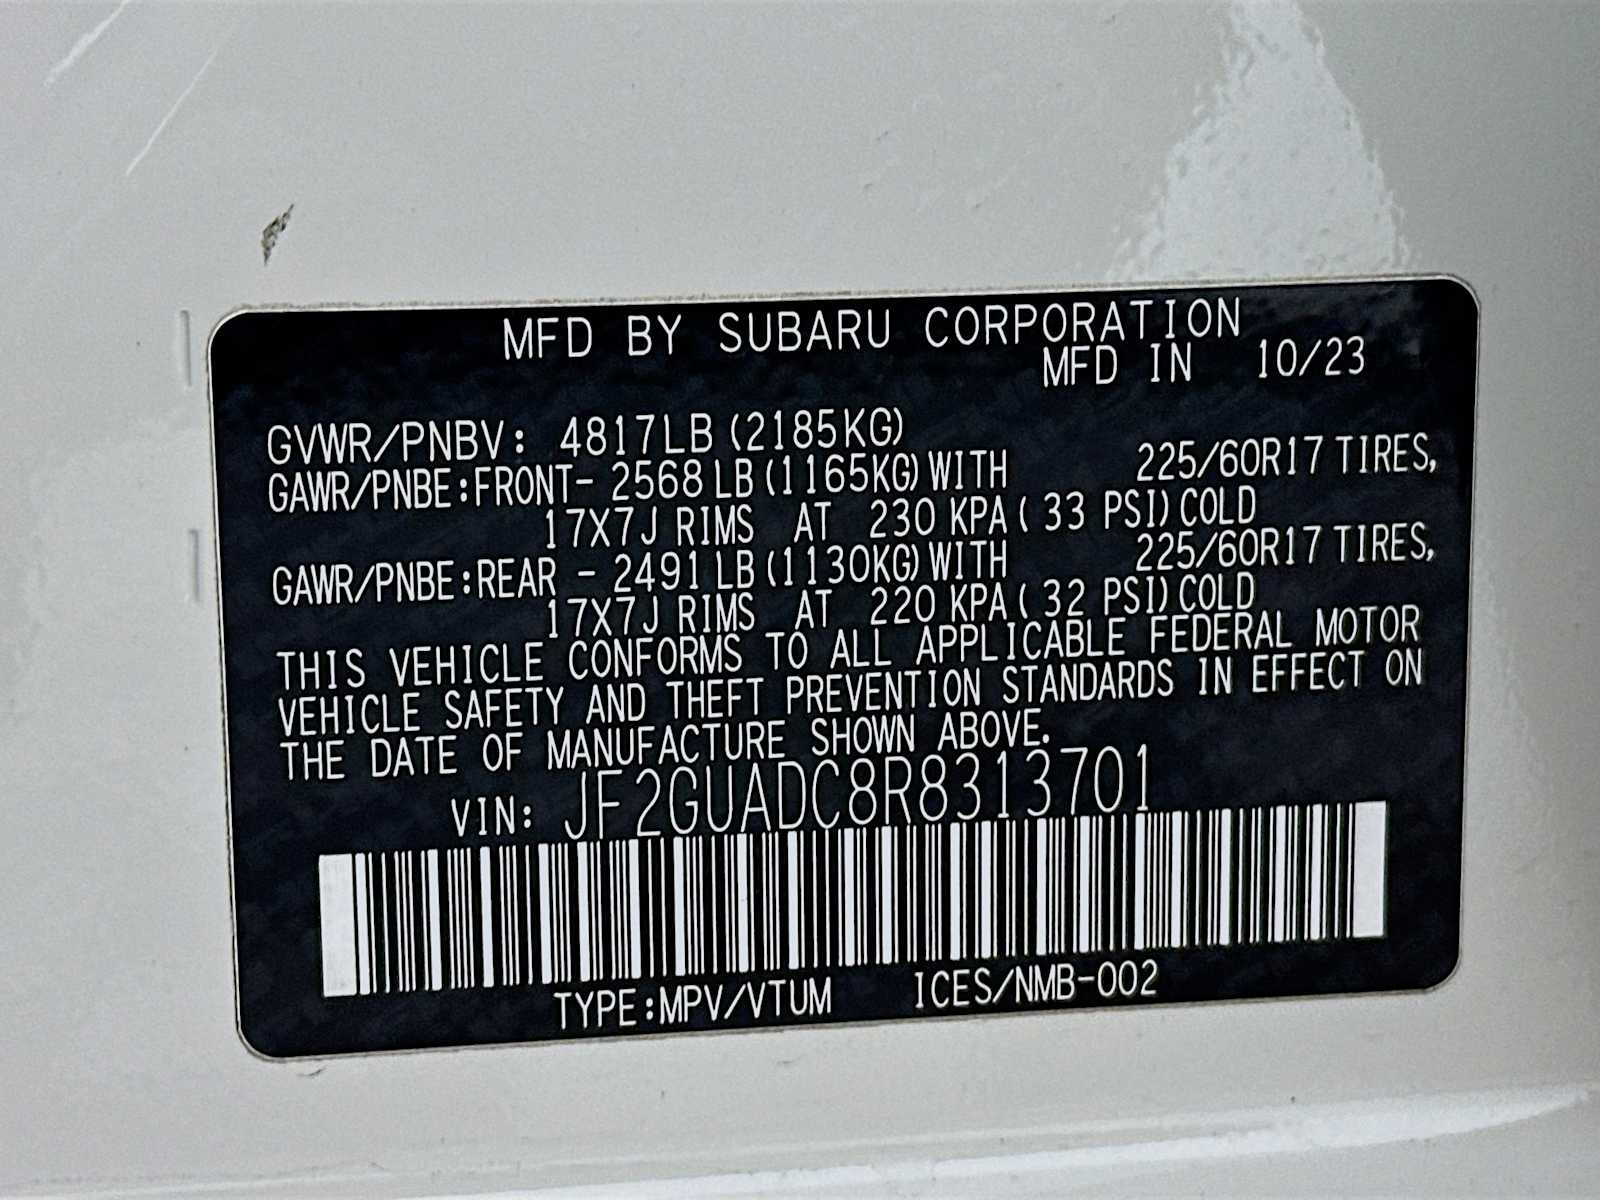 MFD BY SUBARU CORPORATION
MFD IN 10/23
GVWR/PNBV: 4817LB (2185KG)
GAWR/PNBE:FRONT- 2568 LB (1165KG) WITH 225/60R17 TIRES,
17X7J RIMS AT 230 KPA ( 33 PSI) COLD
GAWR/PNBE:REAR - 2491 LB (1130KG) WITH 225/60R17 TIRES,
17X7J RIMS AT 220 KPA ( 32 PSI) COLD
THIS VEHICLE CONFORMS TO ALL APPLICABLE FEDERAL MOTOR
VEHICLE SAFETY AND THEFT PREVENTION STANDARDS IN EFFECT ON
THE DATE OF MANUFACTURE SHOWN ABOVE.
VIN: JF2GUADC8R8313701
TYPE:MPV/VTUM ICES/NMB-002